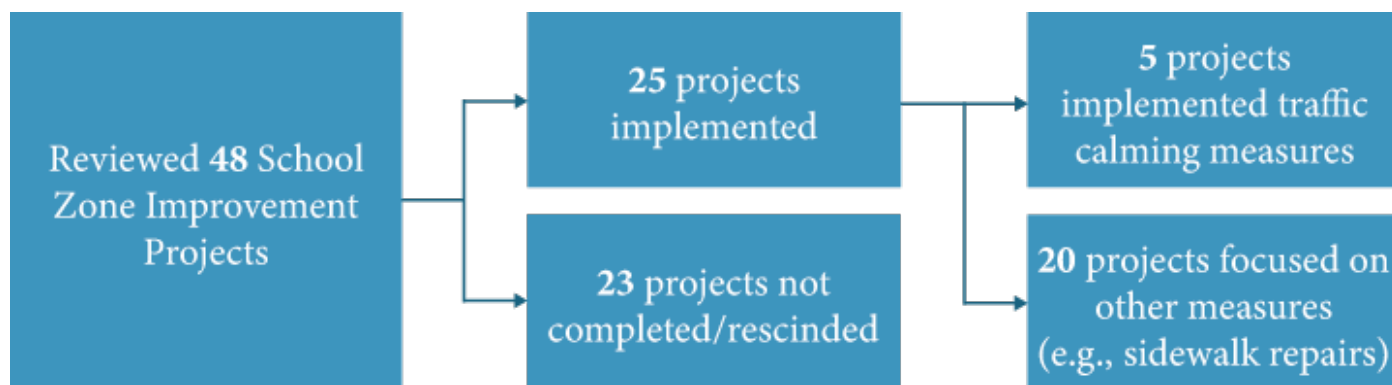 Reviewed 48 School
Zone Improvement
Projects
25 projects
implemented
23 projects not
completed/rescinded
5 projects
implemented traffic
calming measures
20 projects focused on
other measures
(e.g., sidewalk repairs)